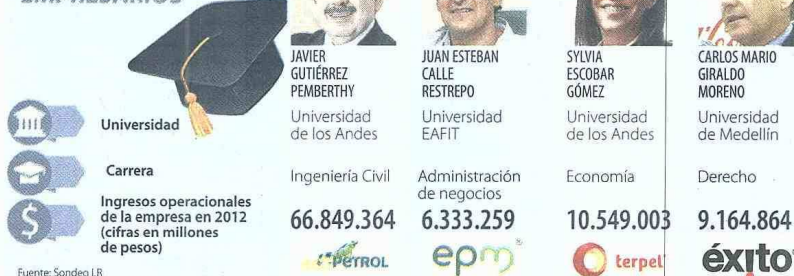 EMPRESARIOS
JAVIER
GUTIÉRREZ
PEMBERTHY
JUAN ESTEBAN
CALLE
RESTREPO
SYLVIA
ESCOBAR
GÓMEZ
CARLOS MARIO
GIRALDO
MORENO
Universidad
Universidad
de los Andes
Universidad
EAFIT
Universidad
de los Andes
Universidad
de Medellín
Carrera
Ingeniería Civil
Administración
de negocios
Economía
Derecho
Ingresos operacionales
de la empresa en 2012
(cifras en millones
de pesos)
66.849.364
6.333.259
10.549.003
9.164.864
PETROL
epm
terpel
éxito
Fuente: Sondeo LR